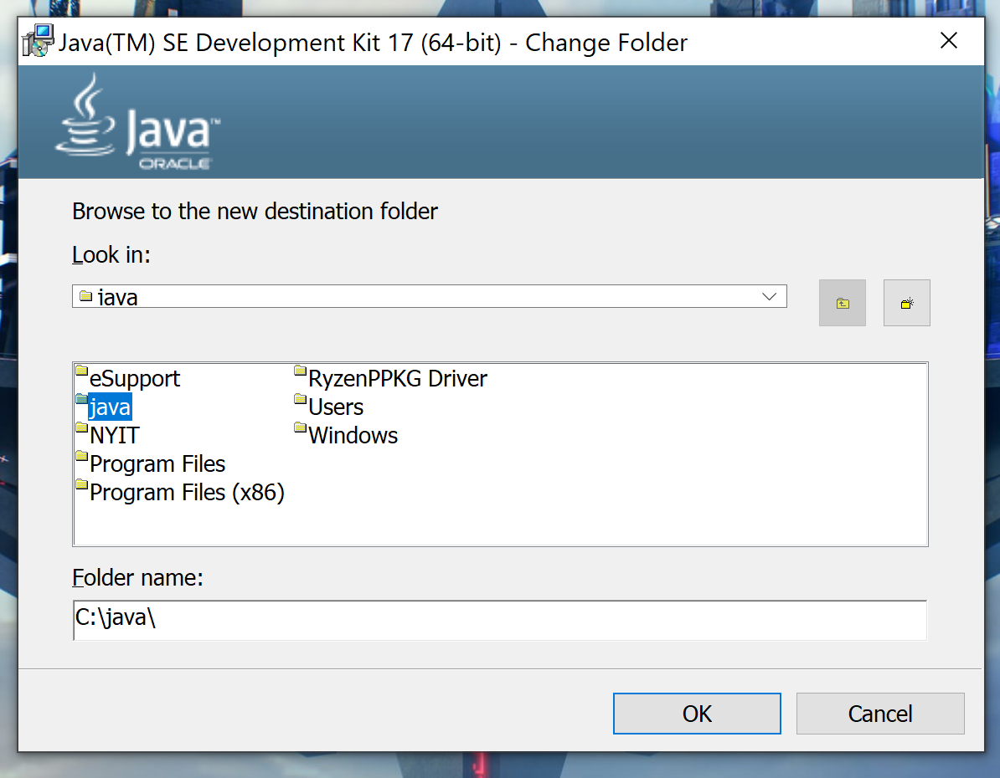 Java(TM) SE Development Kit 17 (64-bit) - Change Folder
Java™
ORACLE
Browse to the new destination folder
Look in:
java
eSupport
java
NYIT
Program Files
Program Files (x86)
RyzenPPKG Driver
Users
Windows
Folder name:
C:\java\
OK
Cancel